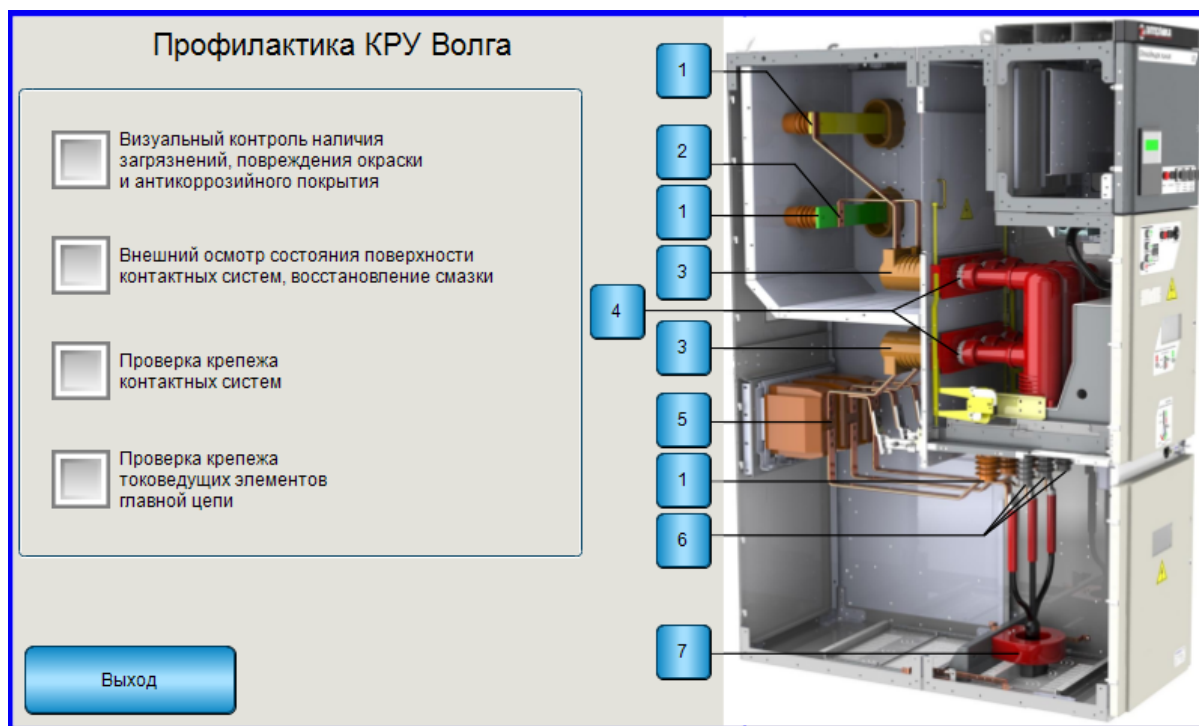 Профилактика КРУ Волга
Визуальный контроль наличия
загрязнений, повреждения окраски
и антикоррозийного покрытия
Внешний осмотр состояния поверхности
контактных систем, восстановление смазки
Проверка крепежа
контактных систем
Проверка крепежа
токоведущих элементов
главной цепи
Выход
1
2
1
3
4
3
5
1
6
7